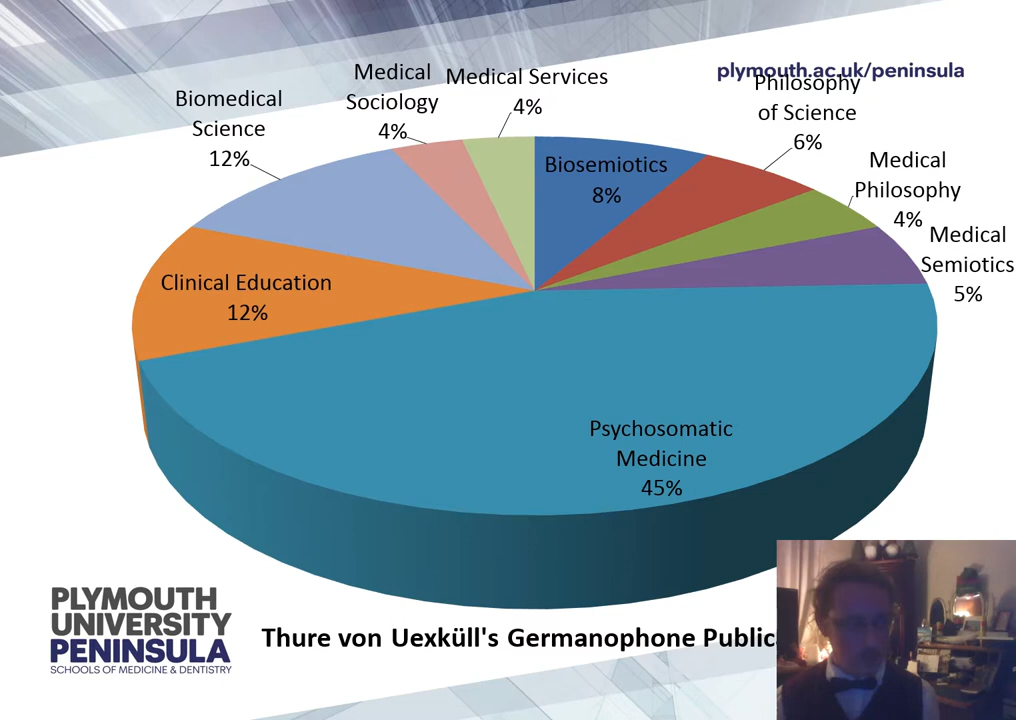 plymouth.ac.uk/peninsula
Medical
Sociology
4%
Medical Services
4%
Biomedical
Science
12%
Philosophy
of Science
6%
Biosemiotics
8%
Medical
Philosophy
4%
Medical
Semiotics
5%
Clinical Education
12%
Psychosomatic
Medicine
45%
PLYMOUTH
UNIVERSITY
PENINSULA
SCHOOLS OF MEDICINE & DENTISTRY
Thure von Uexküll's Germanophone